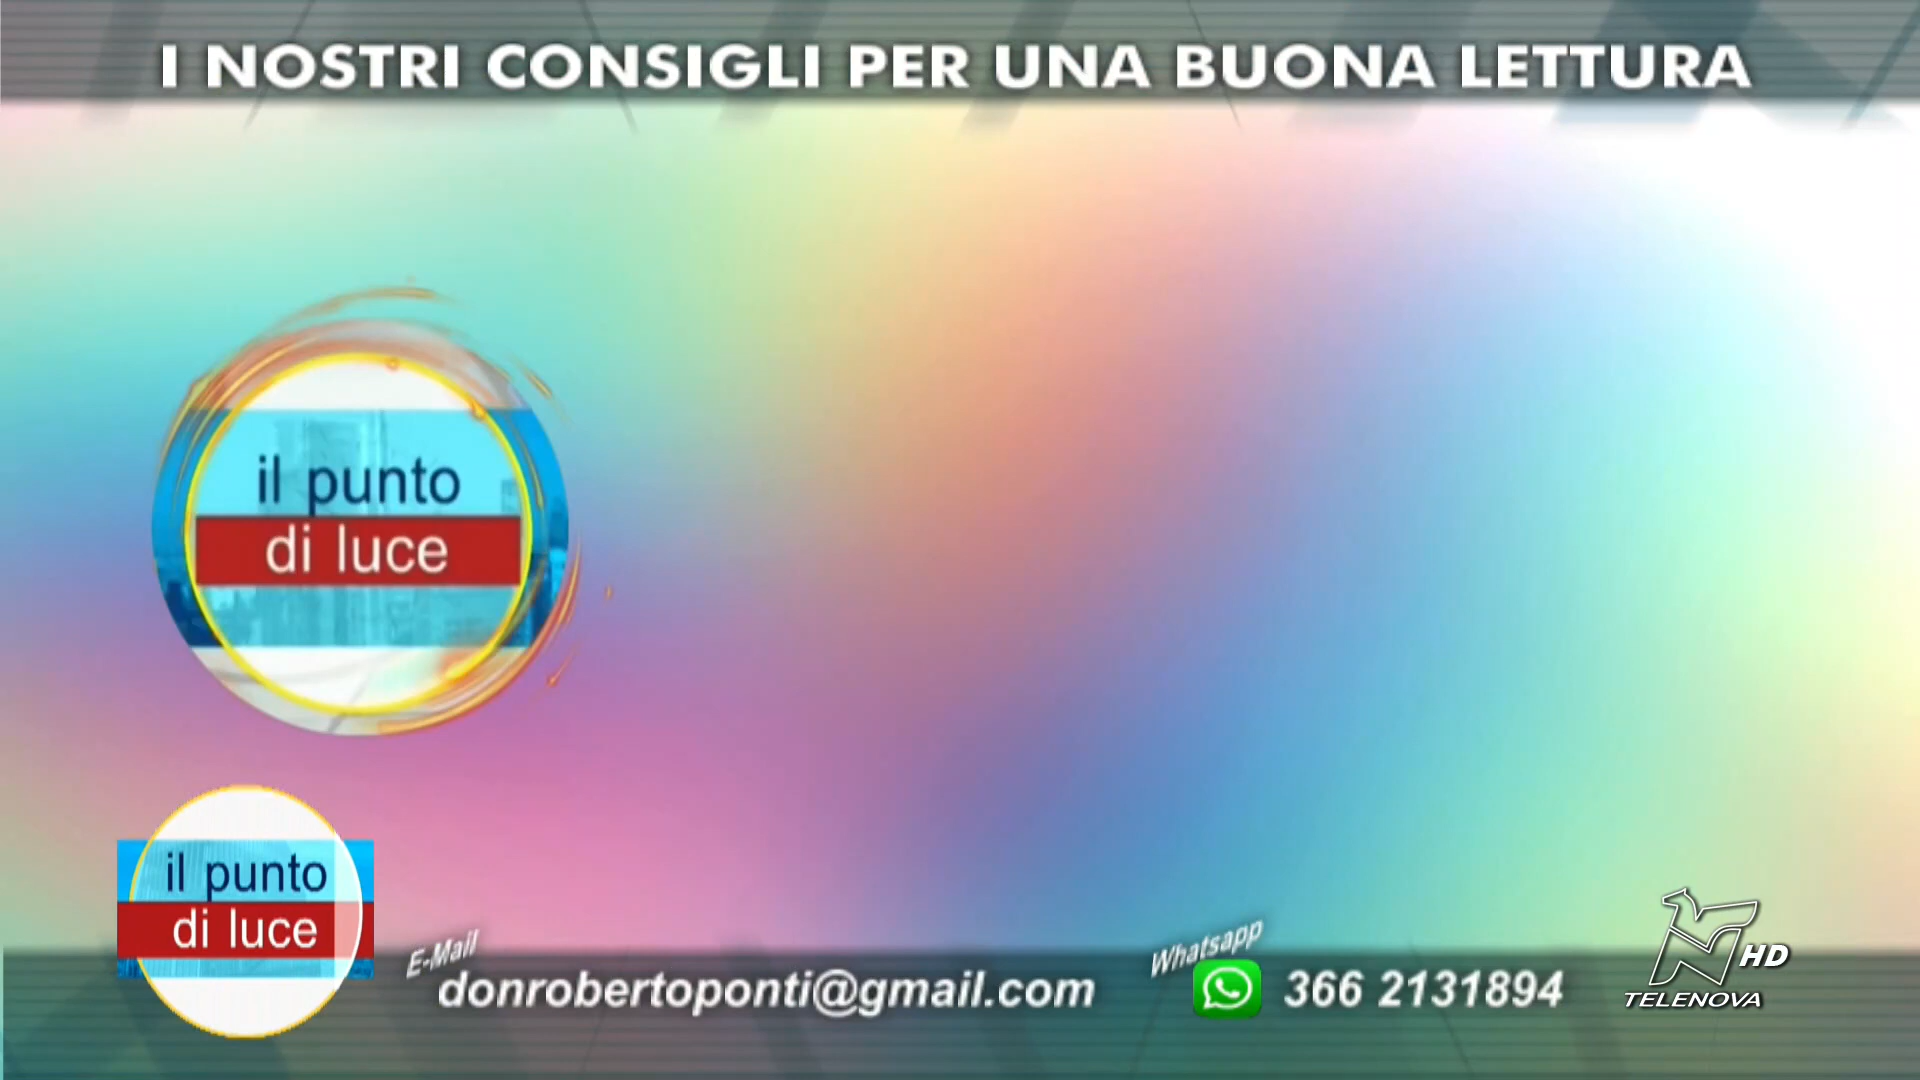 I NOSTRI CONSIGLI PER UNA BUONA LETTURA
il punto
di luce
il punto
di luce
E-Mail
donrobertoponti@gmail.com
Whatsapp
366 2131894
HD
TELENOVA